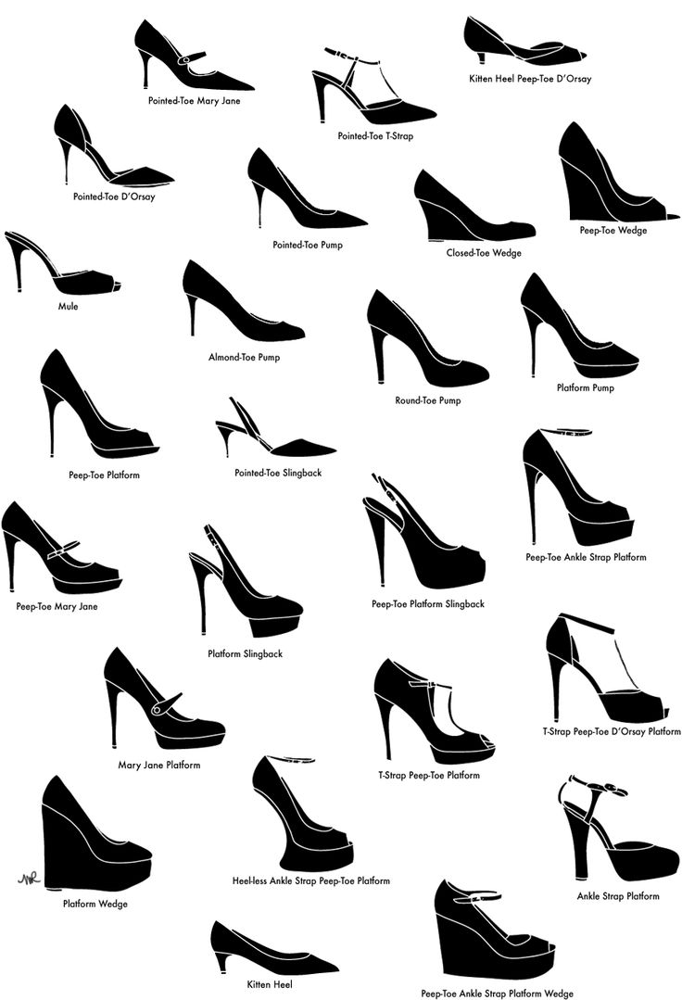 Kitten Heel Peep-Toe D'Orsay
Pointed-Toe Mary Jane
Pointed-Toe T-Strap
Pointed-Toe D'Orsay
Peep-Toe Wedge
Pointed-Toe Pump
Closed-Toe Wedge
Mule
Almond-Toe Pump
Platform Pump
Round-Toe Pump
Peep-Toe Platform
Pointed-Toe Slingback
Peep-Toe Ankle Strap Platform
Peep-Toe Mary Jane
Peep-Toe Platform Slingback
Platform Slingback
T-Strap Peep-Toe D'Orsay Platform
Mary Jane Platform
T-Strap Peep-Toe Platform
Heel-less Ankle Strap Peep-Toe Platform
Platform Wedge
Ankle Strap Platform
Kitten Heel
Peep-Toe Ankle Strap Platform Wedge